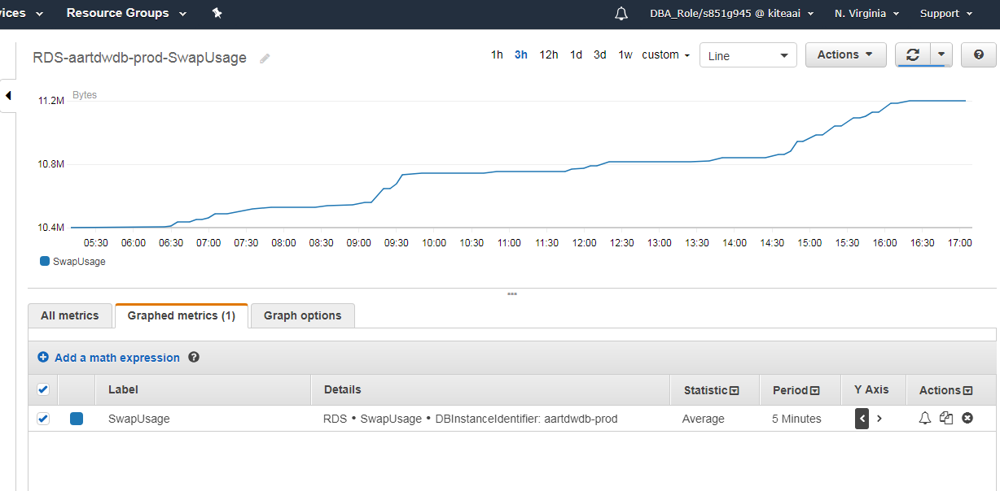 ices Resource Groups DBA_Role/s851g945 @ kiteaai N. Virginia Support
RDS-aartdwdb-prod-SwapUsage 1h 3h 12h 1d 3d 1w custom Line Actions ?
Bytes
11.2M
10.8M
10.4M
05:30 06:00 06:30 07:00 07:30 08:00 08:30 09:00 09:30 10:00 10:30 11:00 11:30 12:00 12:30 13:00 13:30 14:00 14:30 15:00 15:30 16:00 16:30 17:00
SwapUsage
All metrics Graphed metrics (1) Graph options
Add a math expression ?
Label Details Statistic Period Y Axis Actions
SwapUsage RDS • SwapUsage • DBInstanceIdentifier: aartdwdb-prod Average 5 Minutes < >